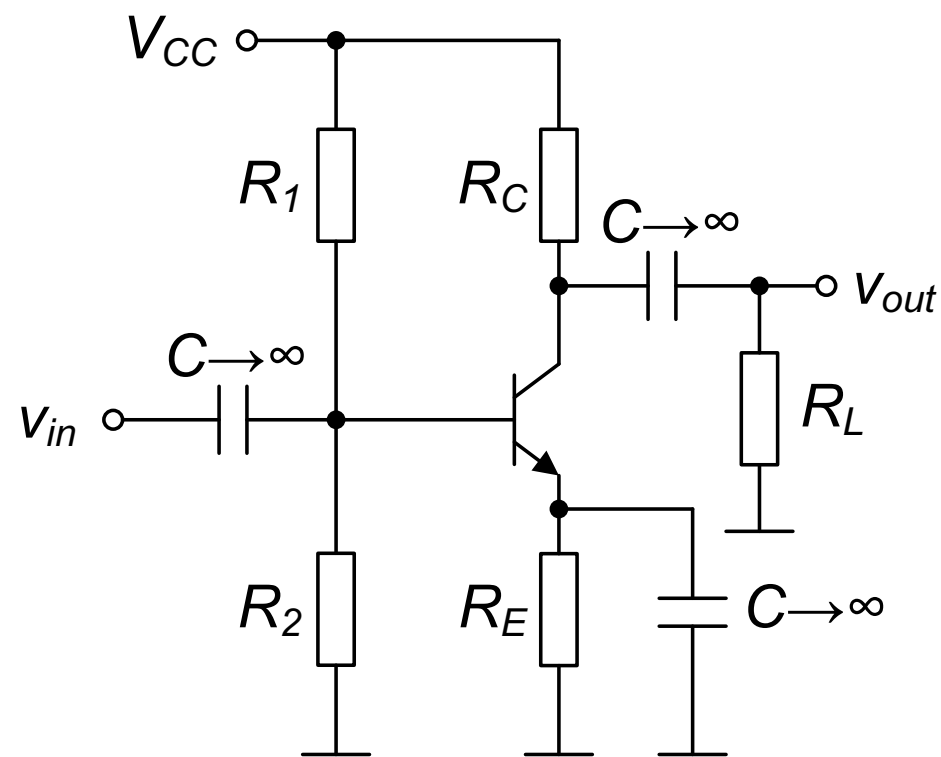 V_CC
R_1
R_C
C→∞
v_out
C→∞
R_L
v_in
R_2
R_E
C→∞